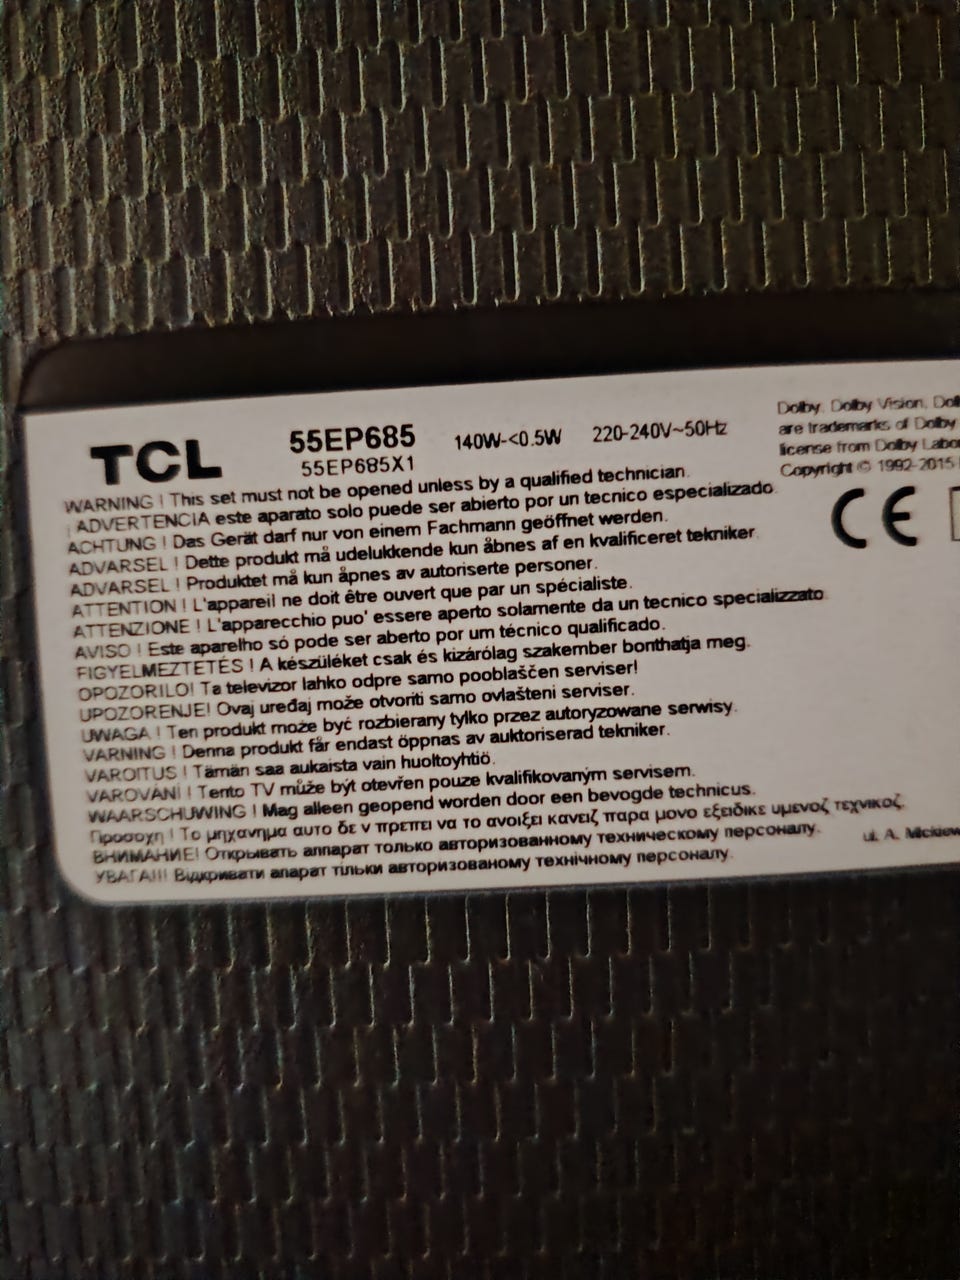 TCL 55EP685 140W-<0.5W 220-240V~50Hz
55EP685X1
Dolby, Dolby Vision,
are trademarks of Dolby
license from Dolby
Copyright © 1992-2015
WARNING ! This set must not be opened unless by a qualified technician.
¡ ADVERTENCIA este aparato solo puede ser abierto por un tecnico especializado
ACHTUNG ! Das Gerät darf nur von einem Fachmann geöffnet werden.
ADVARSEL ! Dette produkt må udelukkende kun åbnes af en kvalificeret tekniker
ADVARSEL ! Produktet må kun åpnes av autoriserte personer.
ATTENTION ! L'appareil ne doit être ouvert que par un spécialiste.
ATTENZIONE ! L'apparecchio puo' essere aperto solamente da un tecnico specializzato
AVISO ! Este aparelho só pode ser aberto por um técnico qualificado.
FIGYELMEZTETÉS ! A készüléket csak és kizárólag szakember bonthatja meg.
OPOZORILO! Ta televizor lahko odpre samo pooblaščen serviser!
UPOZORENJE! Ovaj uređaj može otvoriti samo ovlašteni serviser.
UWAGA ! Ten produkt może być rozbierany tylko przez autoryzowane serwisy.
VARNING ! Denna produkt får endast öppnas av auktoriserad tekniker.
VAROITUS ! Tämän saa aukaista vain huoltoyhtiö.
VAROVÁNÍ ! Tento TV může být otevřen pouze kvalifikovaným servisem.
WAARSCHUWING ! Mag alleen geopend worden door een bevogde technicus.
Προσοχη ! Το μηχανημα αυτο δε ν πρεπει να το ανοιξει κανεις παρα μονο εξειδικε υμενος τεχνικος.
ВНИМАНИЕ! Открывать аппарат только авторизованному техническому персоналу.
УВАГА!!! Відкривати апарат тільки авторизованому технічному персоналу.
CE
ul. A.